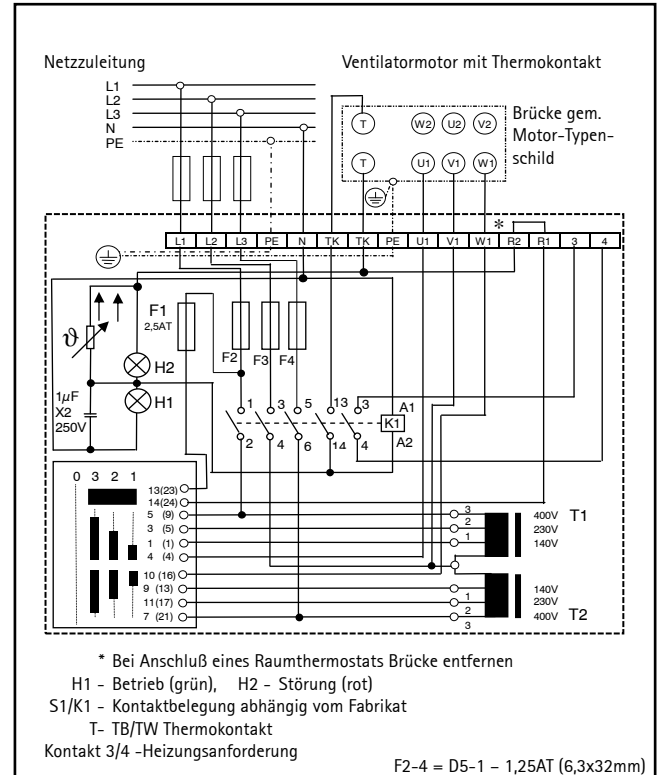 Netzzuleitung Ventilatormotor mit Thermokontakt
L1
L2
L3
N
PE
T W2 U2 V2
T U1 V1 W1
Brücke gem.
Motor-Typen-
schild
*
L1 L2 L3 PE N TK TK PE U1 V1 W1 R2 R1 3 4
F1
2,5AT
F2 F3 F4
ϑ
H2
H1
1µF
X2
250V
1 3 5 13 3
2 4 6 14 4
A1
K1
A2
0 3 2 1
13(23)
14(24)
5 (9)
3 (5)
1 (1)
4 (4)
10 (16)
9 (13)
11(17)
7 (21)
3 400V T1
2 230V
1 140V
140V
1 230V
2 400V T2
3
* Bei Anschluß eines Raumthermostats Brücke entfernen
H1 - Betrieb (grün), H2 - Störung (rot)
S1/K1 - Kontaktbelegung abhängig vom Fabrikat
T- TB/TW Thermokontakt
Kontakt 3/4 -Heizungsanforderung
F2-4 = D5-1 - 1,25AT (6,3x32mm)